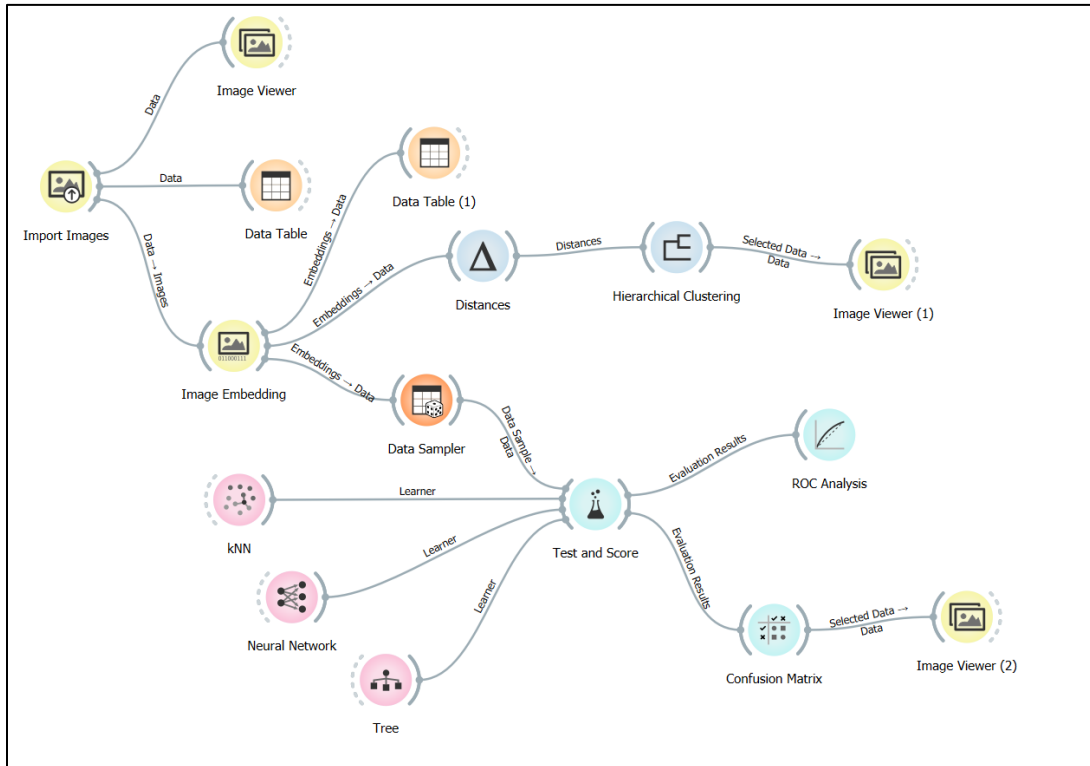 Image Viewer
Data
Data
Data Table
Import Images
Data → Images
Data Table (1)
Embeddings → Data
Embeddings → Data
Distances
Distances
Hierarchical Clustering
Selected Data →
Data
Image Viewer (1)
011000111
Image Embedding
Embeddings → Data
Data Sampler
Data Sample →
Data
kNN
Learner
Neural Network
Learner
Tree
Learner
Test and Score
Evaluation Results
ROC Analysis
Evaluation Results
Confusion Matrix
Selected Data →
Data
Image Viewer (2)